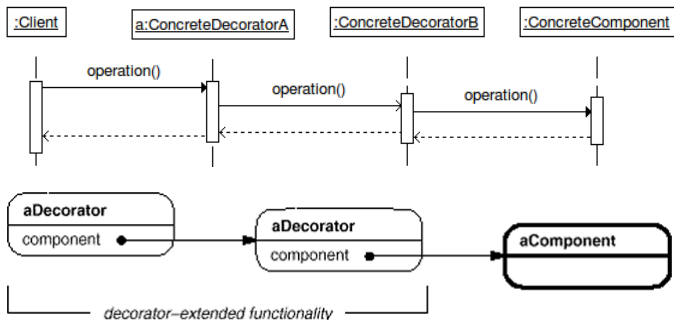 :Client
a:ConcreteDecoratorA
:ConcreteDecoratorB
:ConcreteComponent
operation()
operation()
operation()
aDecorator
component
aDecorator
component
aComponent
decorator–extended functionality